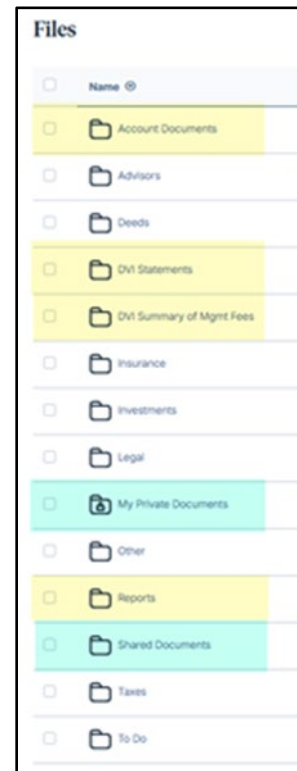 Files
Name
Account Documents
Advisors
Deeds
DVI Statements
DVI Summary of Mgmt Fees
Insurance
Investments
Legal
My Private Documents
Other
Reports
Shared Documents
Taxes
To Do